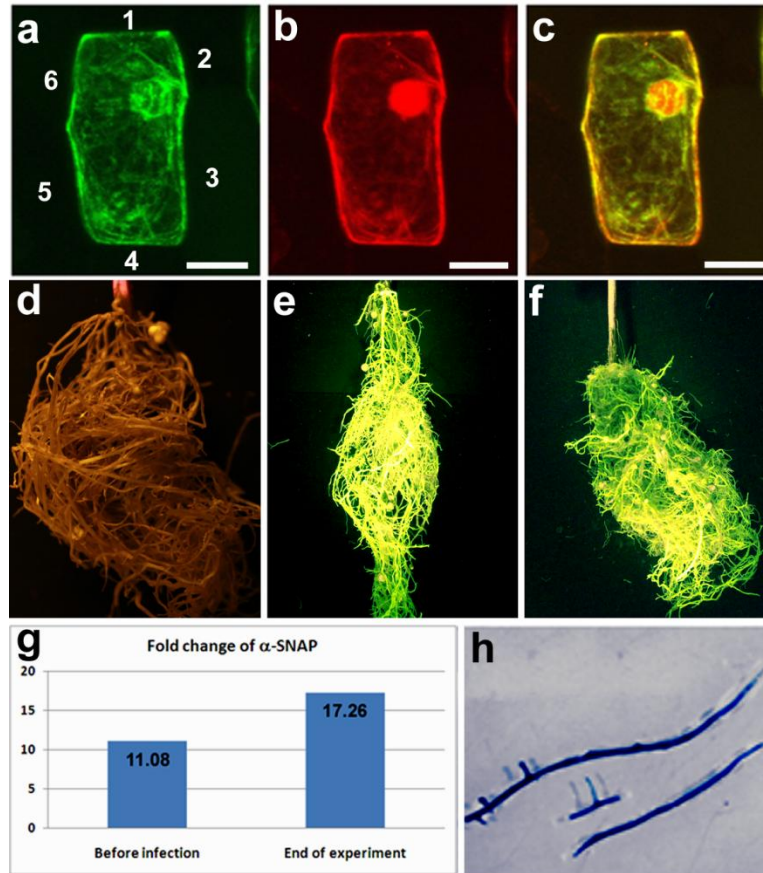 a
1
2
6
5
3
4
b
c
d
e
f
g
Fold change of α-SNAP
20
15
10
5
0
11.08
17.26
Before infection
End of experiment
h